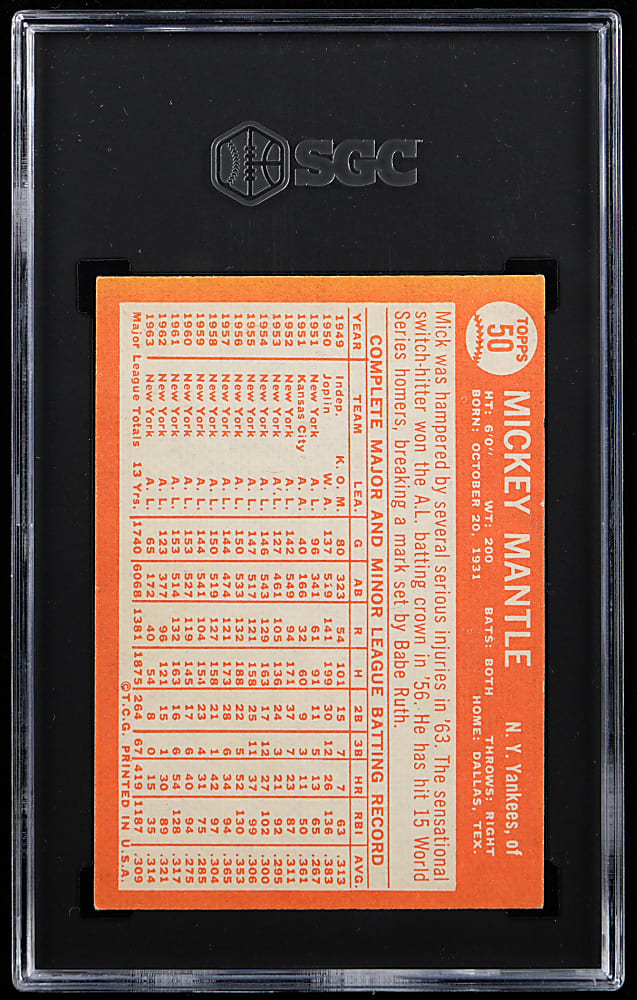 SGC
TOPPS
50
MICKEY MANTLE
N. Y. Yankees, of
HT: 6'0" WT: 200 BATS: BOTH THROWS: RIGHT
BORN: OCTOBER 20, 1931 HOME: DALLAS, TEX.
Mick was hampered by several serious injuries in '63. The sensational
switch-hitter won the A.L. batting crown in '56. He has hit 15 World
Series homers, breaking a mark set by Babe Ruth.
COMPLETE MAJOR AND MINOR LEAGUE BATTING RECORD
YEAR TEAM LEA. G AB R H 2B 3B HR RBI AVG.
1949 Indep. K. O. M. 80 323 54 101 15 7 7 63 .313
1950 Joplin W. A. 137 519 141 199 30 12 26 136 .383
1951 New York A. L. 96 341 61 91 11 5 13 65 .267
1951 Kansas City A. A. 40 166 32 60 9 3 11 50 .361
1952 New York A. L. 142 549 94 171 37 7 23 87 .311
1953 New York A. L. 127 461 105 136 24 3 21 92 .295
1954 New York A. L. 146 543 129 163 17 12 27 102 .300
1955 New York A. L. 147 517 121 158 25 11 37 99 .306
1956 New York A. L. 150 533 132 188 22 5 52 130 .353
1957 New York A. L. 144 474 121 173 28 6 34 94 .365
1958 New York A. L. 150 519 127 158 21 1 42 97 .304
1959 New York A. L. 144 541 104 154 23 4 31 75 .285
1960 New York A. L. 153 527 119 145 17 6 40 94 .275
1961 New York A. L. 153 514 132 163 16 6 54 128 .317
1962 New York A. L. 123 377 96 121 15 1 30 89 .321
1963 New York A. L. 65 172 40 54 8 0 15 35 .314
Major League Totals 13 Yrs. 1740 6068 1381 1875 264 67 419 1187 .309
©T.C.G. PRINTED IN U.S.A.